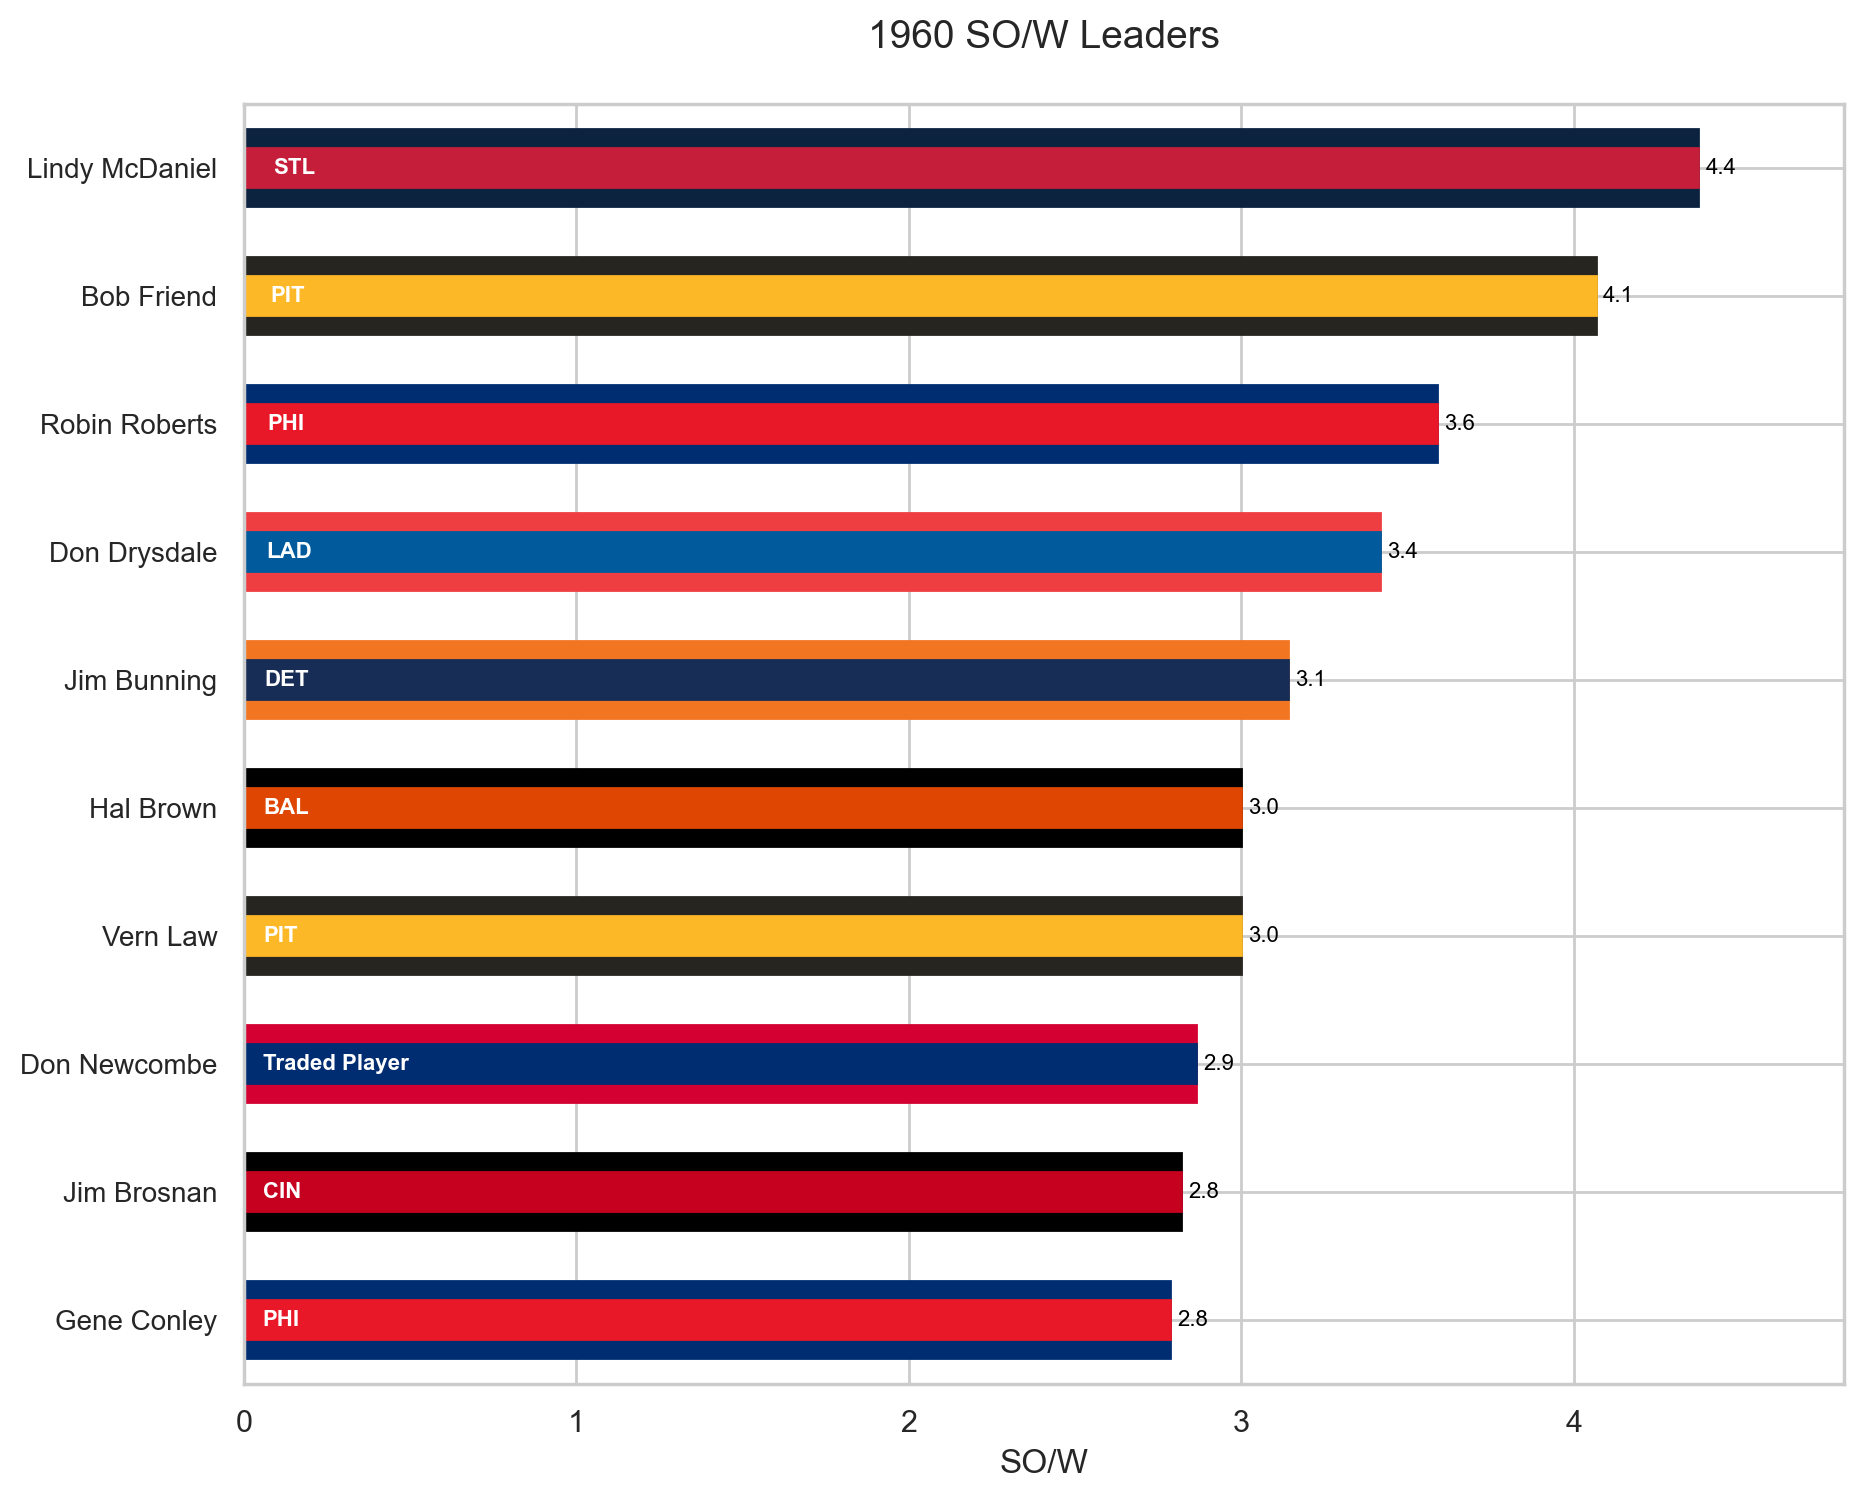 1960 SO/W Leaders
Lindy McDaniel STL 4.4
Bob Friend PIT 4.1
Robin Roberts PHI 3.6
Don Drysdale LAD 3.4
Jim Bunning DET 3.1
Hal Brown BAL 3.0
Vern Law PIT 3.0
Don Newcombe Traded Player 2.9
Jim Brosnan CIN 2.8
Gene Conley PHI 2.8
0 1 2 3 4
SO/W